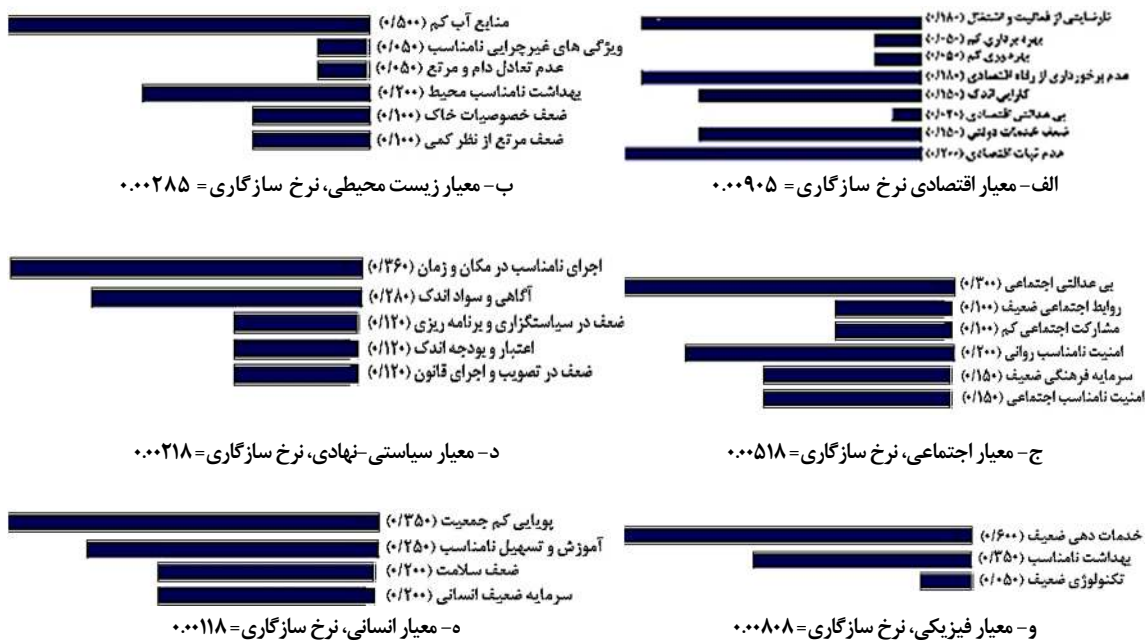 نارضایتی از فعالیت و اشتغال (۰/۱۸۰)
بهره برداری کم (۰/۰۵۰)
بهره‌وری کم (۰/۰۵۰)
عدم برخورداری از رفاه اقتصادی (۰/۱۸۰)
کارایی اندک (۰/۱۵۰)
بی عدالتی اقتصادی (۰/۰۲۰)
ضعف خدمات دولتی (۰/۱۵۰)
عدم ثبات اقتصادی (۰/۲۰۰)
الف- معیار اقتصادی نرخ سازگاری = ۰.۰۰۹۰۵
منابع آب کم (۰/۵۰۰)
ویژگی های غیرچرایی نامناسب (۰/۰۵۰)
عدم تعادل دام و مرتع (۰/۰۵۰)
بهداشت نامناسب محیط (۰/۲۰۰)
ضعف خصوصیات خاک (۰/۱۰۰)
ضعف مرتع از نظر کمی (۰/۱۰۰)
ب- معیار زیست محیطی، نرخ سازگاری = ۰.۰۰۲۸۵
بی عدالتی اجتماعی (۰/۳۰۰)
روابط اجتماعی ضعیف (۰/۱۰۰)
مشارکت اجتماعی کم (۰/۱۰۰)
امنیت نامناسب روانی (۰/۲۰۰)
سرمایه فرهنگی ضعیف (۰/۱۵۰)
امنیت نامناسب اجتماعی (۰/۱۵۰)
ج- معیار اجتماعی، نرخ سازگاری= ۰.۰۰۵۱۸
اجرای نامناسب در مکان و زمان (۰/۳۶۰)
آگاهی و سواد اندک (۰/۲۸۰)
ضعف در سیاستگزاری و برنامه ریزی (۰/۱۲۰)
اعتبار و بودجه اندک (۰/۱۲۰)
ضعف در تصویب و اجرای قانون (۰/۱۲۰)
د- معیار سیاستی-نهادی، نرخ سازگاری= ۰.۰۰۲۱۸
خدمات دهی ضعیف (۰/۶۰۰)
بهداشت نامناسب (۰/۳۵۰)
تکنولوژی ضعیف (۰/۰۵۰)
و- معیار فیزیکی، نرخ سازگاری= ۰.۰۰۸۰۸
پویایی کم جمعیت (۰/۳۵۰)
آموزش و تسهیل نامناسب (۰/۲۵۰)
ضعف سلامت (۰/۲۰۰)
سرمایه ضعیف انسانی (۰/۲۰۰)
ه- معیار انسانی، نرخ سازگاری= ۰.۰۰۱۱۸